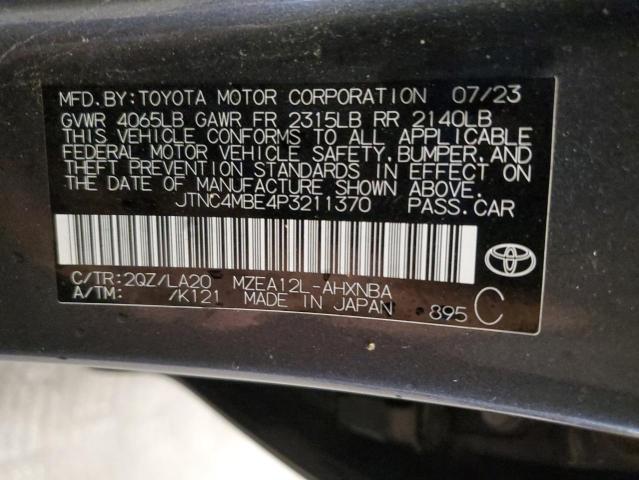 MFD.BY:TOYOTA MOTOR CORPORATION 07/23
GVWR 4065LB GAWR FR 2315LB RR 2140LB
THIS VEHICLE CONFORMS TO ALL APPLICABLE
FEDERAL MOTOR VEHICLE SAFETY,BUMPER,AND
THEFT PREVENTION STANDARDS IN EFFECT ON
THE DATE OF MANUFACTURE SHOWN ABOVE.
JTNC4MBE4P3211370 PASS.CAR
C/TR:2QZ/LA20 MZEA12L-AHXNBA
A/TM: /K121 MADE IN JAPAN 895 C